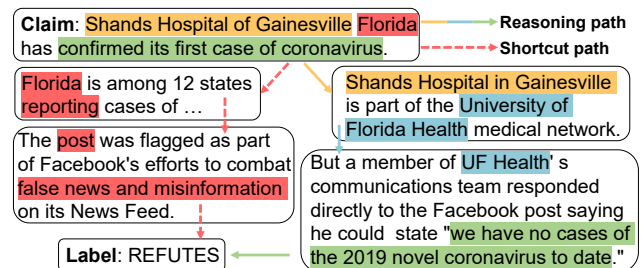 Claim: Shands Hospital of Gainesville Florida
has confirmed its first case of coronavirus.
Reasoning path
Shortcut path
Florida is among 12 states
reporting cases of …
The post was flagged as part
of Facebook's efforts to combat
false news and misinformation
on its News Feed.
Shands Hospital in Gainesville
is part of the University of
Florida Health medical network.
But a member of UF Health' s
communications team responded
directly to the Facebook post saying
he could  state "we have no cases of
the 2019 novel coronavirus to date."
Label: REFUTES